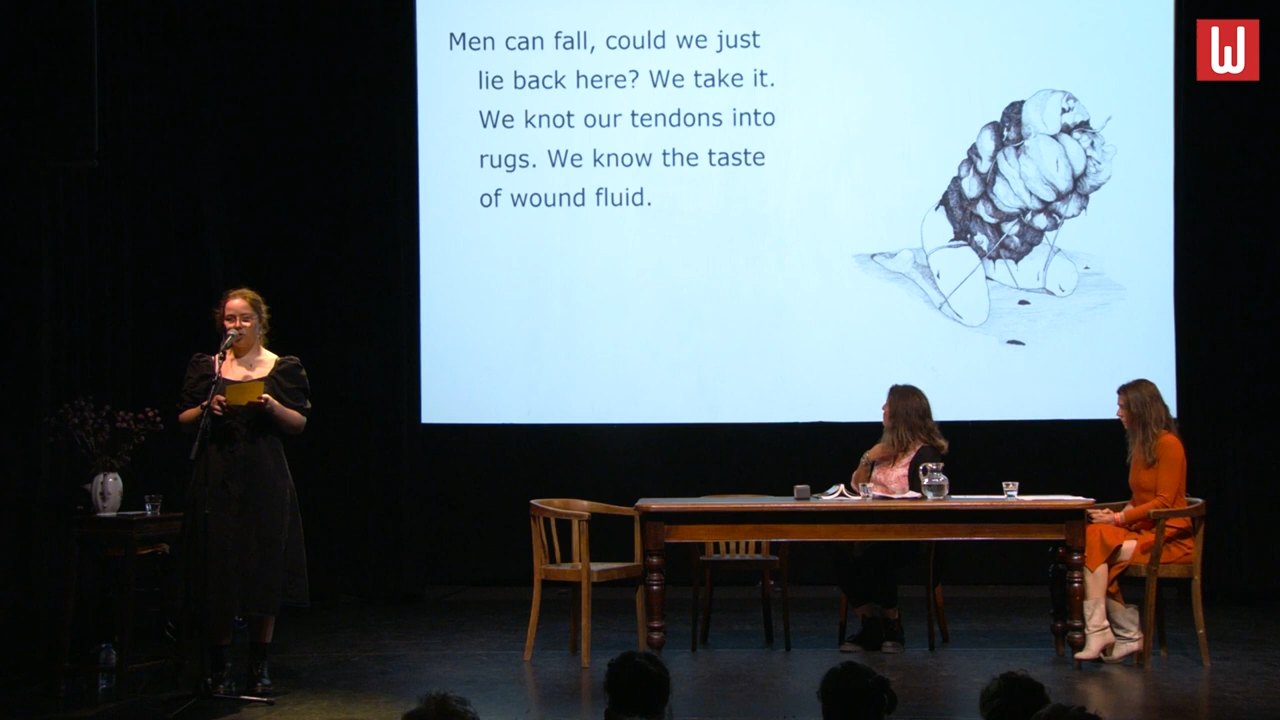 Men can fall, could we just
lie back here? We take it.
We knot our tendons into
rugs. We know the taste
of wound fluid.
W